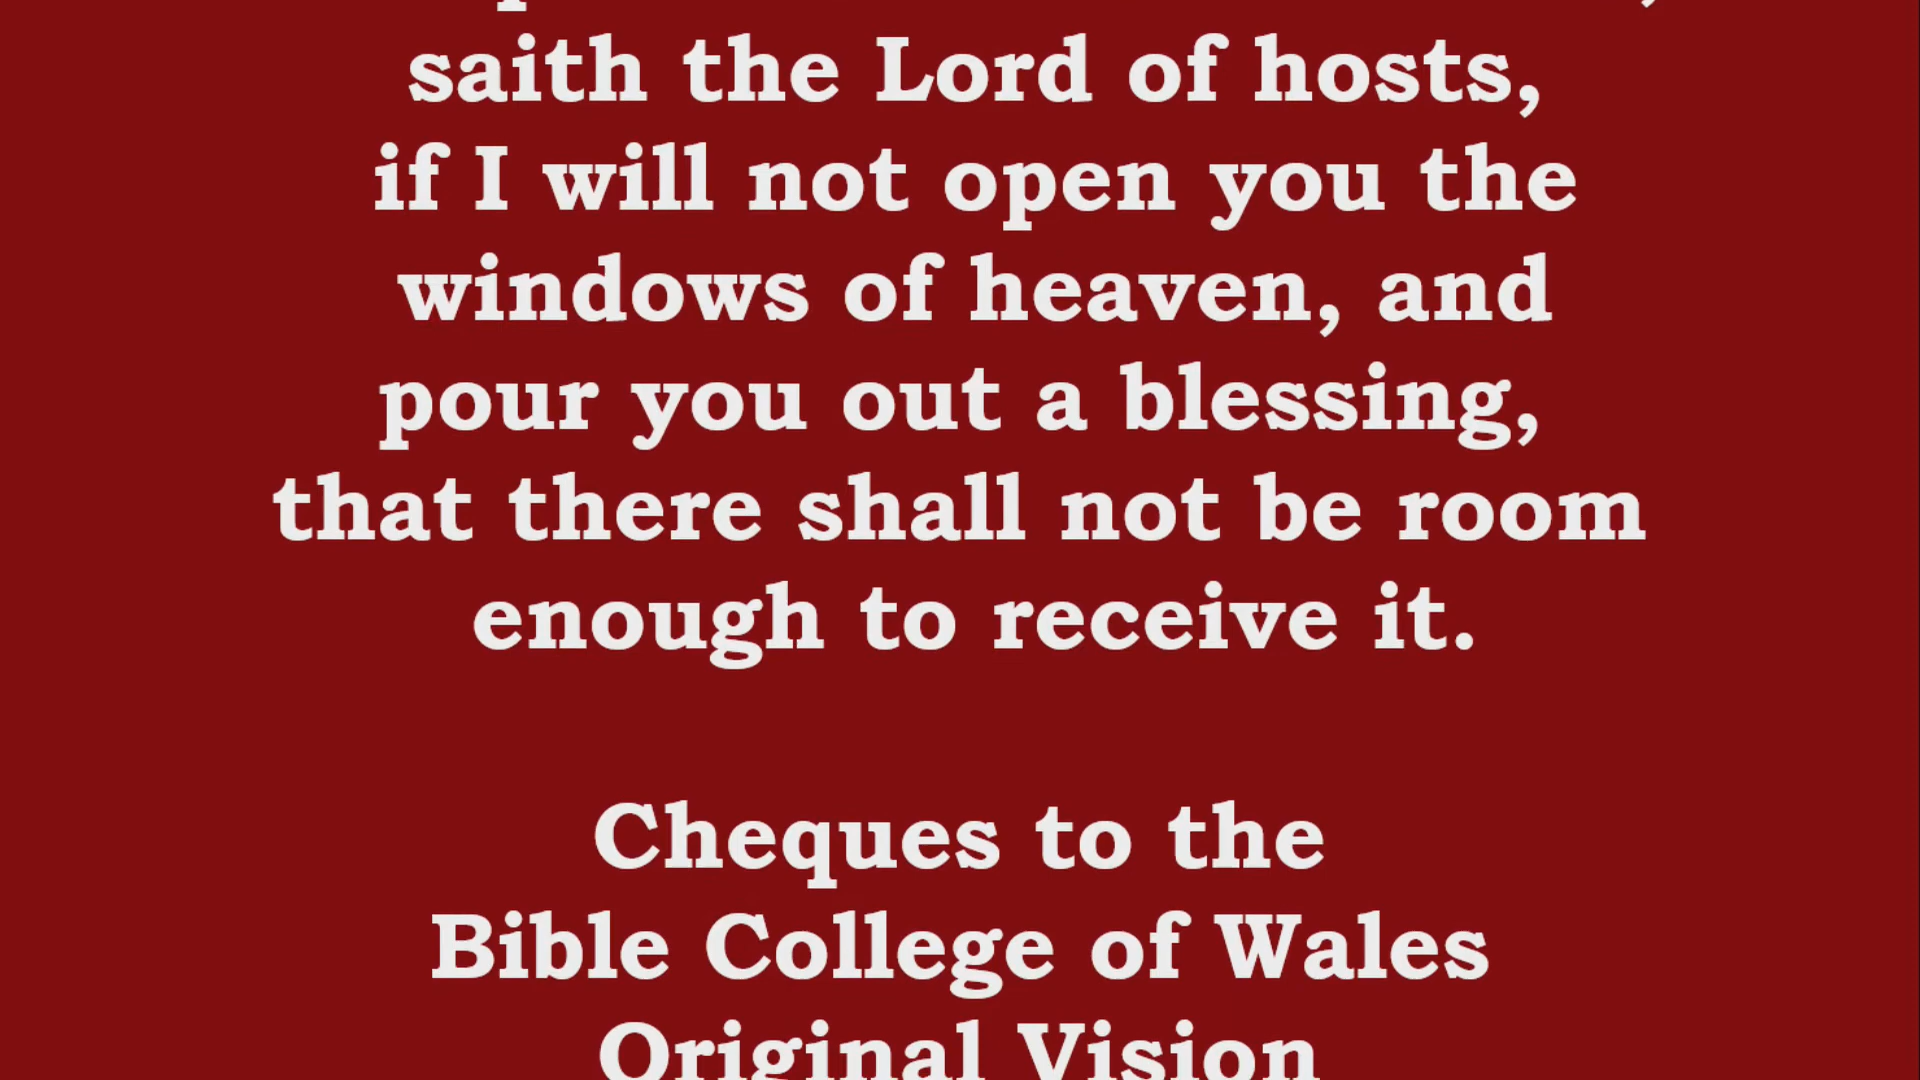 saith the Lord of hosts,
if I will not open you the
windows of heaven, and
pour you out a blessing,
that there shall not be room
enough to receive it.
Cheques to the
Bible College of Wales
Original Vision